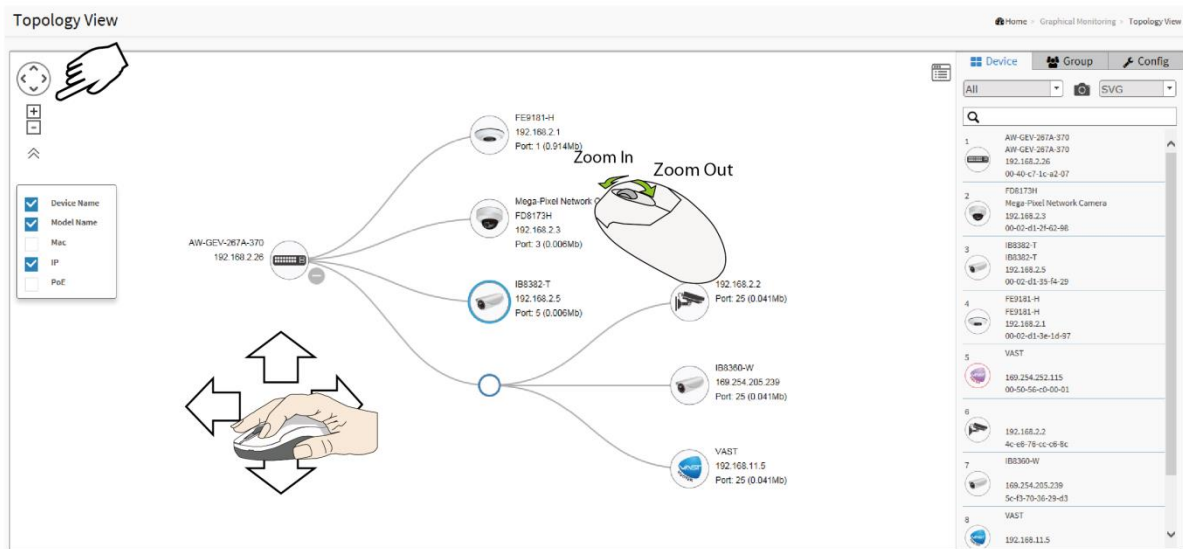 Topology View
Home > Graphical Monitoring > Topology View
Device
Group
Config
All
SVG
Device Name
Model Name
Mac
IP
PoE
AW-GEV-267A-370
192.168.2.26
FE9181-H
192.168.2.1
Port: 1 (0.914Mb)
Zoom In
Zoom Out
Mega-Pixel Network C
FD8173H
192.168.2.3
Port: 3 (0.006Mb)
IB8382-T
192.168.2.5
Port: 5 (0.006Mb)
192.168.2.2
Port: 25 (0.041Mb)
IB8360-W
169.254.205.239
Port: 25 (0.041Mb)
VAST
192.168.11.5
Port: 25 (0.041Mb)
1
AW-GEV-267A-370
AW-GEV-267A-370
192.168.2.26
00-40-c7-1c-a2-07
2
FD8173H
Mega-Pixel Network Camera
192.168.2.3
00-02-d1-2f-62-98
3
IB8382-T
IB8382-T
192.168.2.5
00-02-d1-35-f4-29
4
FE9181-H
FE9181-H
192.168.2.1
00-02-d1-3e-1d-97
5
VAST
169.254.252.115
00-50-56-c0-00-01
6
192.168.2.2
4c-e6-76-cc-c6-8c
7
IB8360-W
169.254.205.239
5c-f3-70-36-29-d3
8
VAST
192.168.11.5